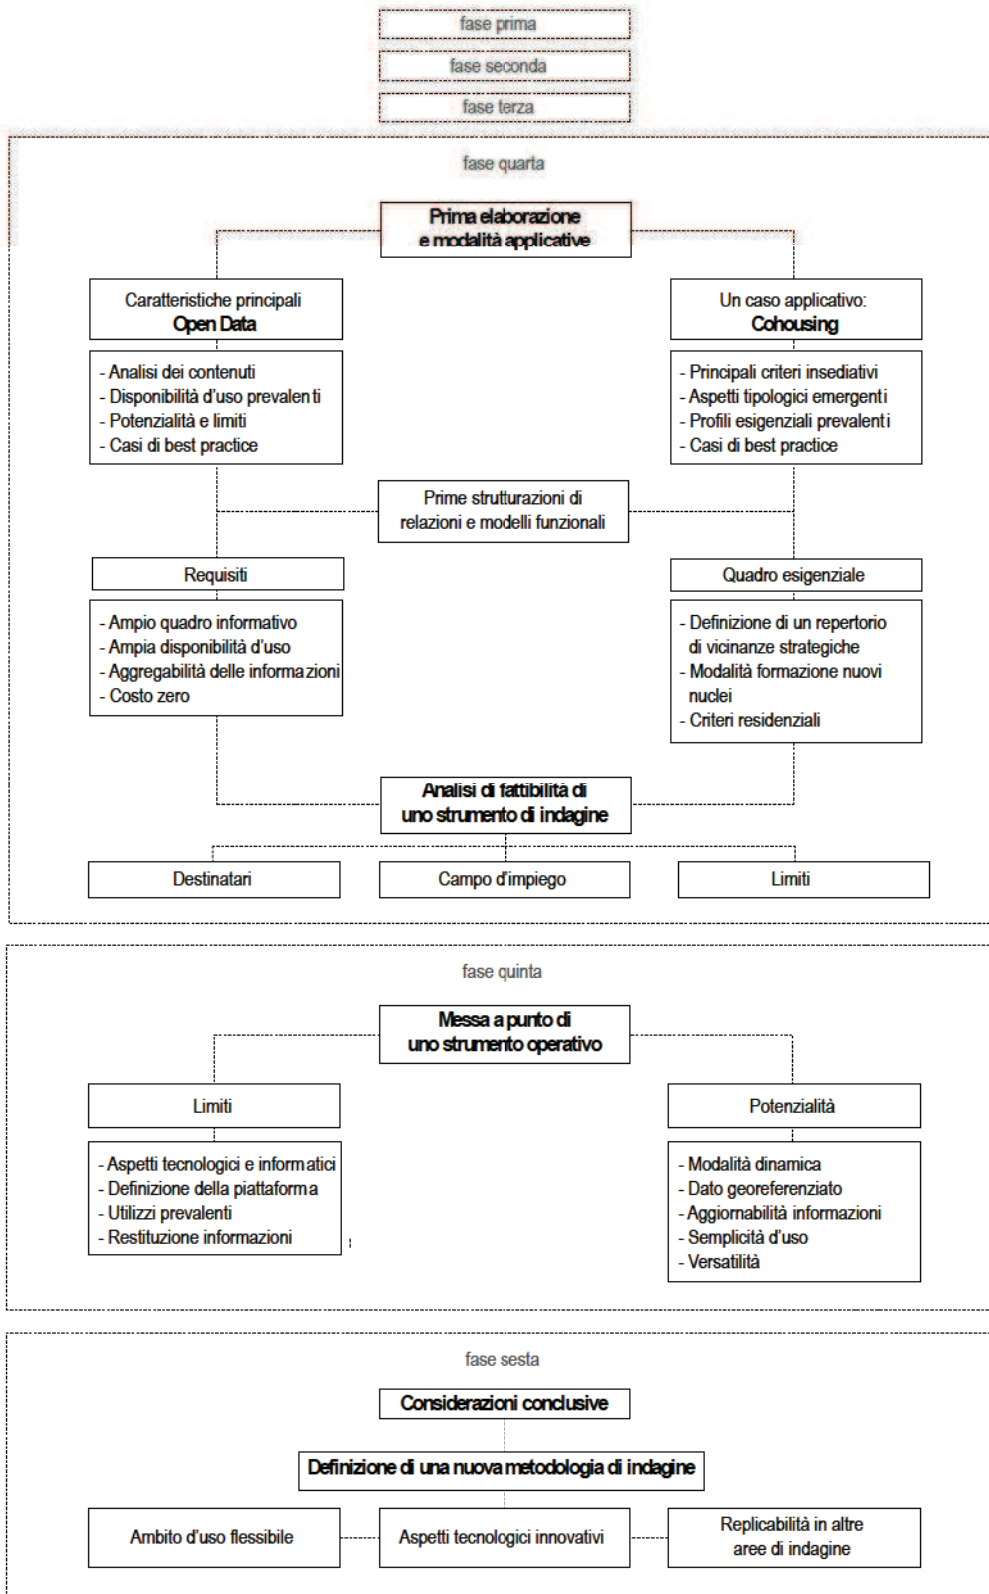 fase prima
fase seconda
fase terza
fase quarta
Prima elaborazione
e modalità applicative
Caratteristiche principali
Open Data
- Analisi dei contenuti
- Disponibilità d'uso prevalenti
- Potenzialità e limiti
- Casi di best practice
Un caso applicativo:
Cohousing
- Principali criteri insediativi
- Aspetti tipologici emergenti
- Profili esigenziali prevalenti
- Casi di best practice
Prime strutturazioni di
relazioni e modelli funzionali
Requisiti
- Ampio quadro informativo
- Ampia disponibilità d'uso
- Aggregabilità delle informazioni
- Costo zero
Quadro esigenziale
- Definizione di un repertorio
di vicinanze strategiche
- Modalità formazione nuovi
nuclei
- Criteri residenziali
Analisi di fattibilità di
uno strumento di indagine
Destinatari
Campo d'impiego
Limiti
fase quinta
Messa a punto di
uno strumento operativo
Limiti
- Aspetti tecnologici e informatici
- Definizione della piattaforma
- Utilizzi prevalenti
- Restituzione informazioni
Potenzialità
- Modalità dinamica
- Dato georeferenziato
- Aggiornabilità informazioni
- Semplicità d'uso
- Versatilità
fase sesta
Considerazioni conclusive
Definizione di una nuova metodologia di indagine
Ambito d'uso flessibile
Aspetti tecnologici innovativi
Replicabilità in altre
aree di indagine